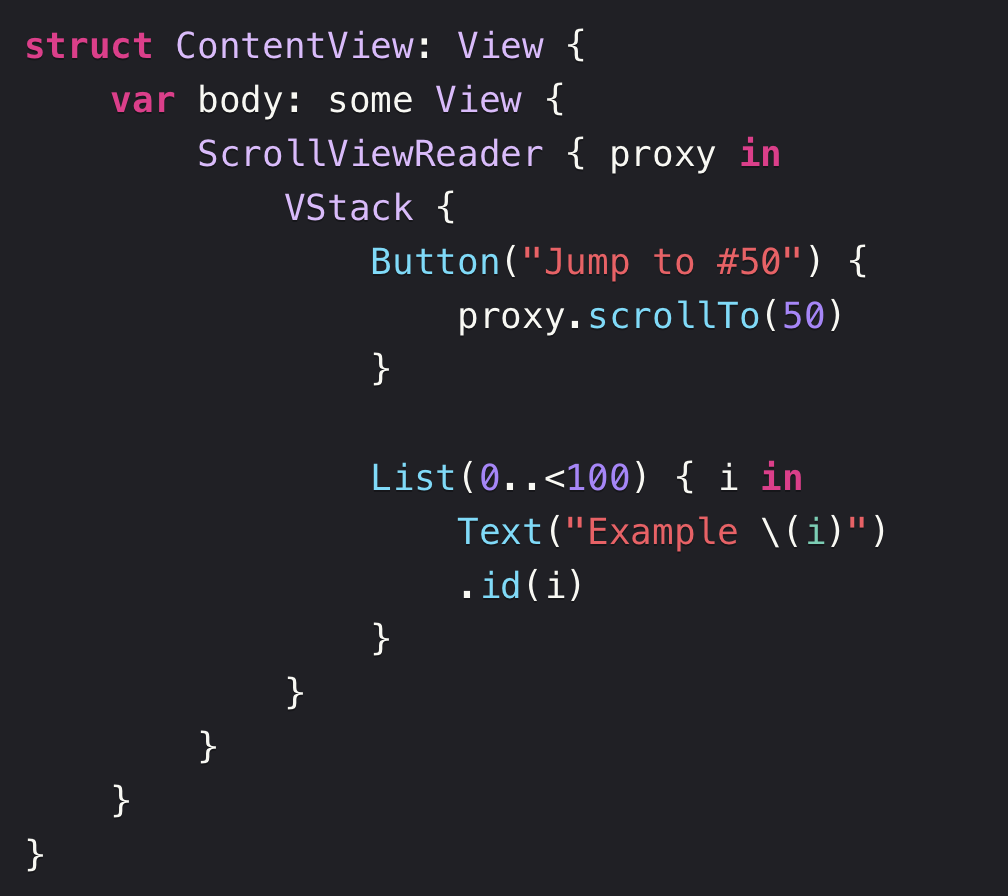 struct ContentView: View {
    var body: some View {
        ScrollViewReader { proxy in
            VStack {
                Button("Jump to #50") {
                    proxy.scrollTo(50)
                }

                List(0..<100) { i in
                    Text("Example \(i)")
                    .id(i)
                }
            }
        }
    }
}